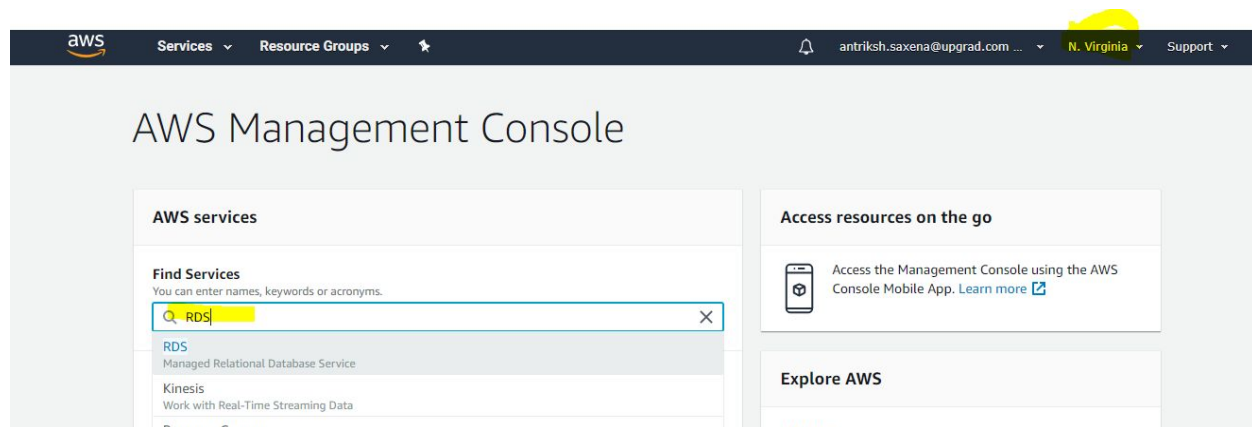 aws Services Resource Groups antriksh.saxena@upgrad.com ... N. Virginia Support
AWS Management Console
AWS services
Find Services
You can enter names, keywords or acronyms.
RDS
RDS
Managed Relational Database Service
Kinesis
Work with Real-Time Streaming Data
Access resources on the go
Access the Management Console using the AWS
Console Mobile App. Learn more
Explore AWS